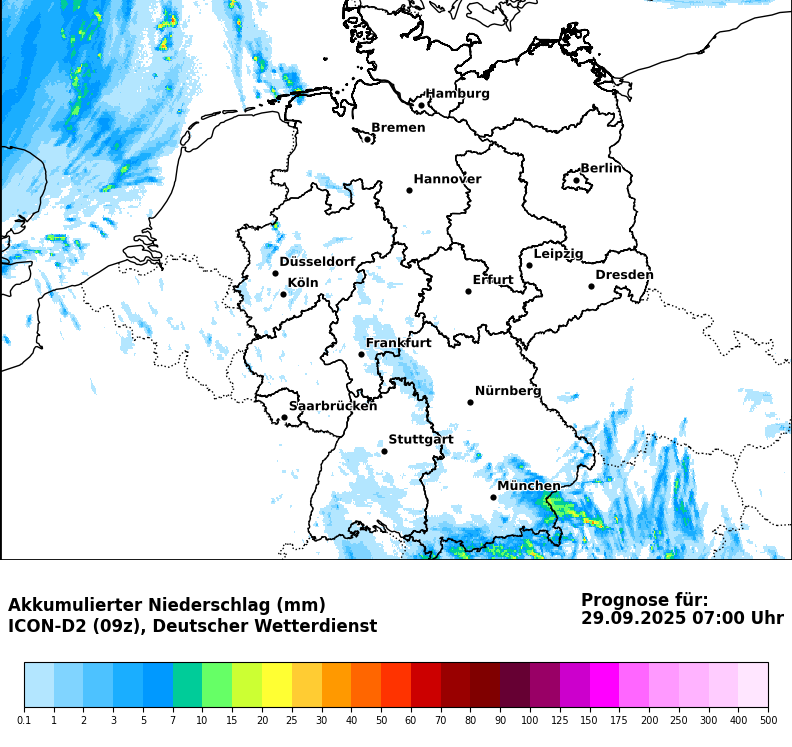 Hamburg
Bremen
Berlin
Hannover
Leipzig
Düsseldorf
Dresden
Köln
Erfurt
Frankfurt
Nürnberg
Saarbrücken
Stuttgart
München
Akkumulierter Niederschlag (mm)
ICON-D2 (09z), Deutscher Wetterdienst
Prognose für:
29.09.2025 07:00 Uhr
0.1 1 2 3 5 7 10 15 20 25 30 40 50 60 70 80 90 100 125 150 175 200 250 300 400 500